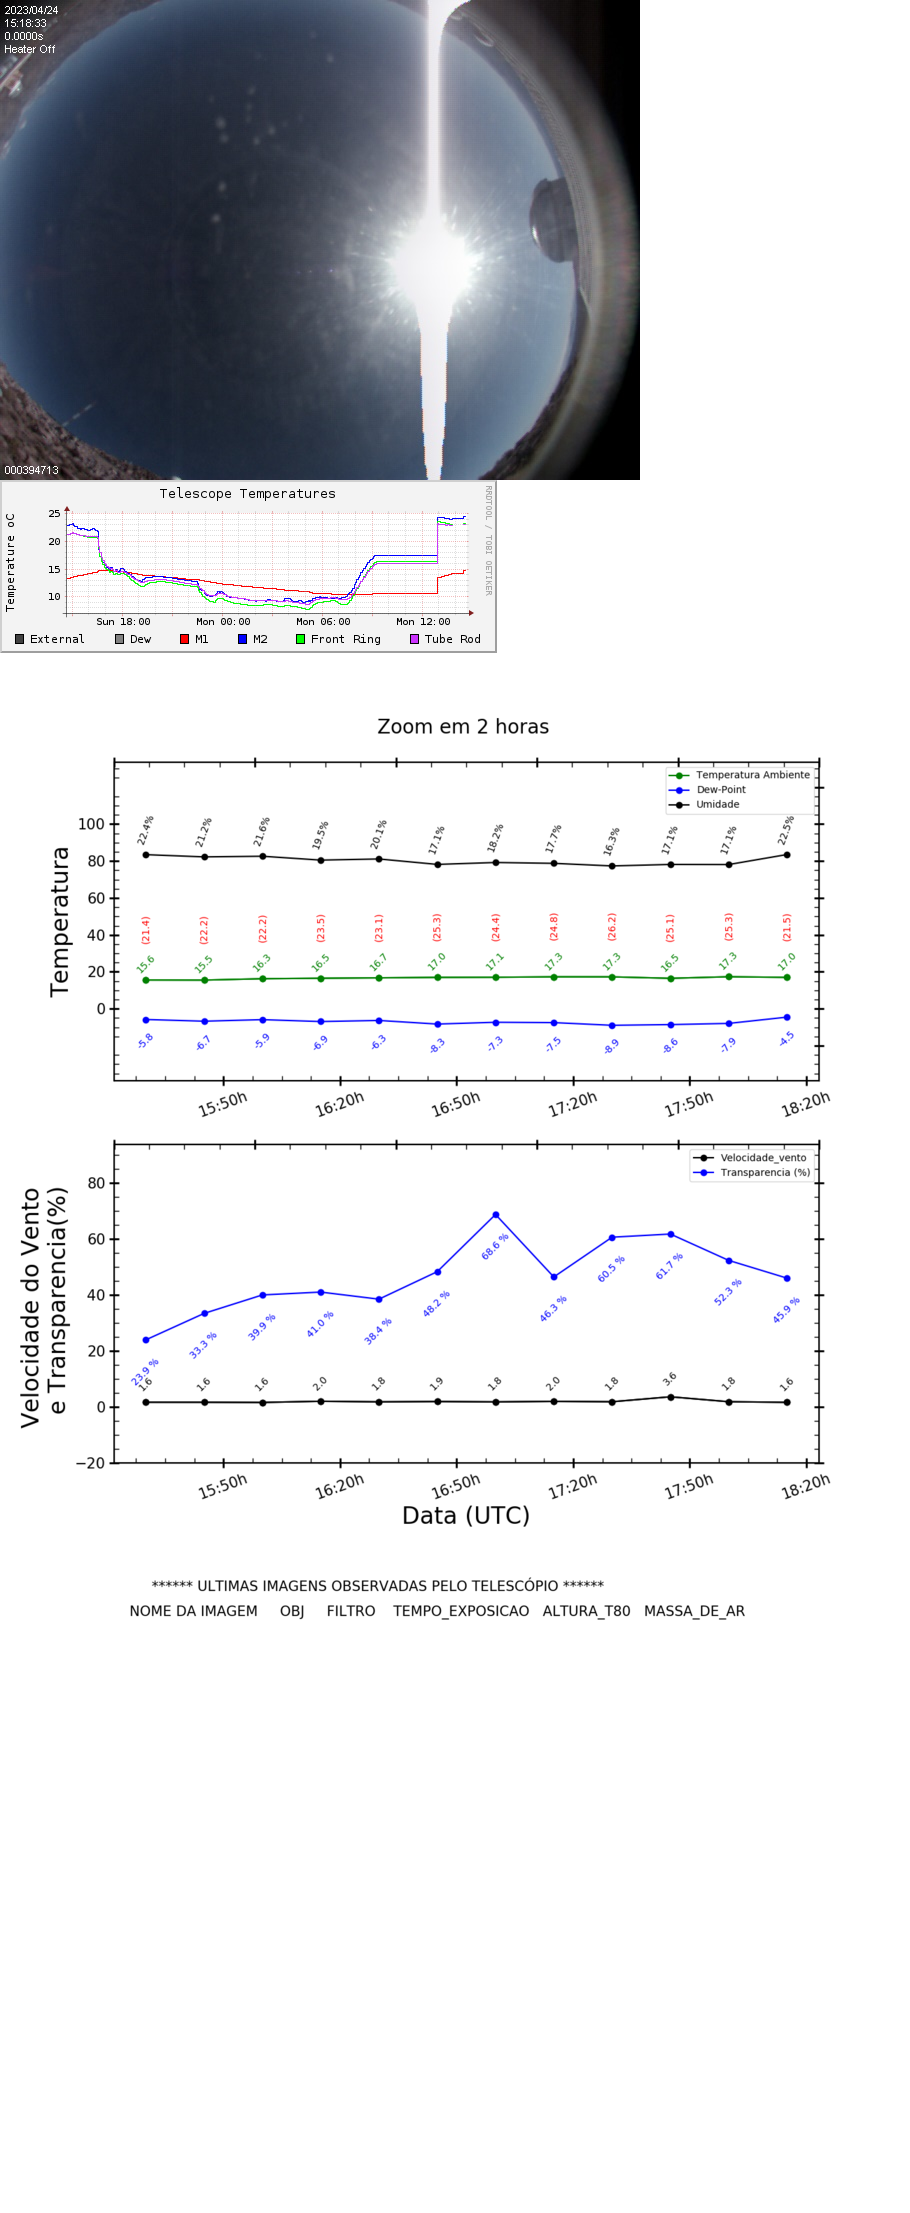 2023/04/24
15:18:33
0.0000s
Heater Off
000394713
Telescope Temperatures
RRDTOOL / TOBI OETIKER
Temperature oC
25
20
15
10
Sun 18:00 Mon 00:00 Mon 06:00 Mon 12:00
External Dew M1 M2 Front Ring Tube Rod
Zoom em 2 horas
Temperatura Ambiente
Dew-Point
Umidade
Temperatura
100
80
60
40
20
0
22.4% 21.2% 21.6% 19.5% 20.1% 17.1% 18.2% 17.7% 16.3% 17.1% 17.1% 22.5%
(21.4) (22.2) (22.2) (23.5) (23.1) (25.3) (24.4) (24.8) (26.2) (25.1) (25.3) (21.5)
15.6 15.5 16.3 16.5 16.7 17.0 17.1 17.3 17.3 16.5 17.3 17.0
-5.8 -6.7 -5.9 -6.9 -6.3 -8.3 -7.3 -7.5 -8.9 -8.6 -7.9 -4.5
15:50h 16:20h 16:50h 17:20h 17:50h 18:20h
Velocidade_vento
Transparencia (%)
Velocidade do Vento
e Transparencia(%)
80
60
40
20
0
−20
23.9 % 33.3 % 39.9 % 41.0 % 38.4 % 48.2 % 68.6 % 46.3 % 60.5 % 61.7 % 52.3 % 45.9 %
1.6 1.6 1.6 2.0 1.8 1.9 1.8 2.0 1.8 3.6 1.8 1.6
15:50h 16:20h 16:50h 17:20h 17:50h 18:20h
Data (UTC)
****** ULTIMAS IMAGENS OBSERVADAS PELO TELESCÓPIO ******
NOME DA IMAGEM OBJ FILTRO TEMPO_EXPOSICAO ALTURA_T80 MASSA_DE_AR